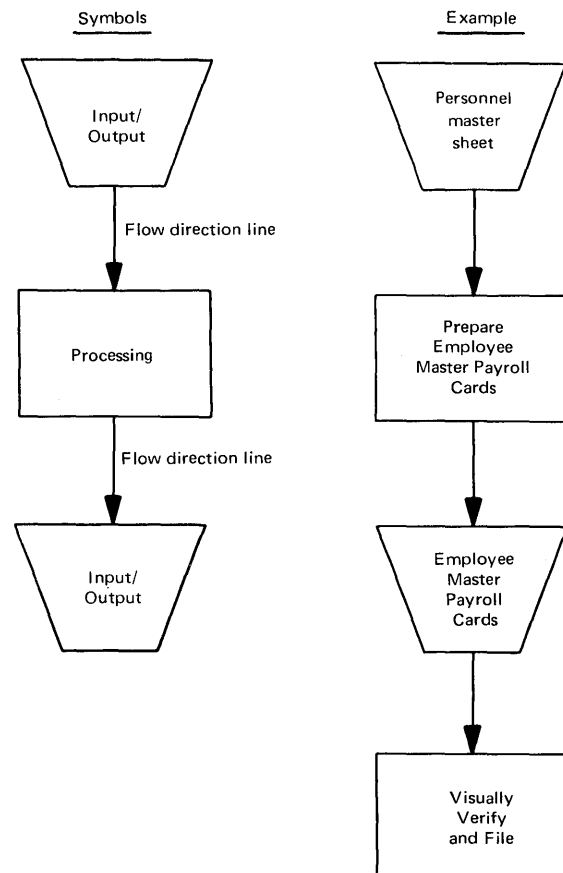 Symbols
Input/
Output
Flow direction line
Processing
Flow direction line
Input/
Output
Example
Personnel
master
sheet
Prepare
Employee
Master Payroll
Cards
Employee
Master
Payroll
Cards
Visually
Verify
and File